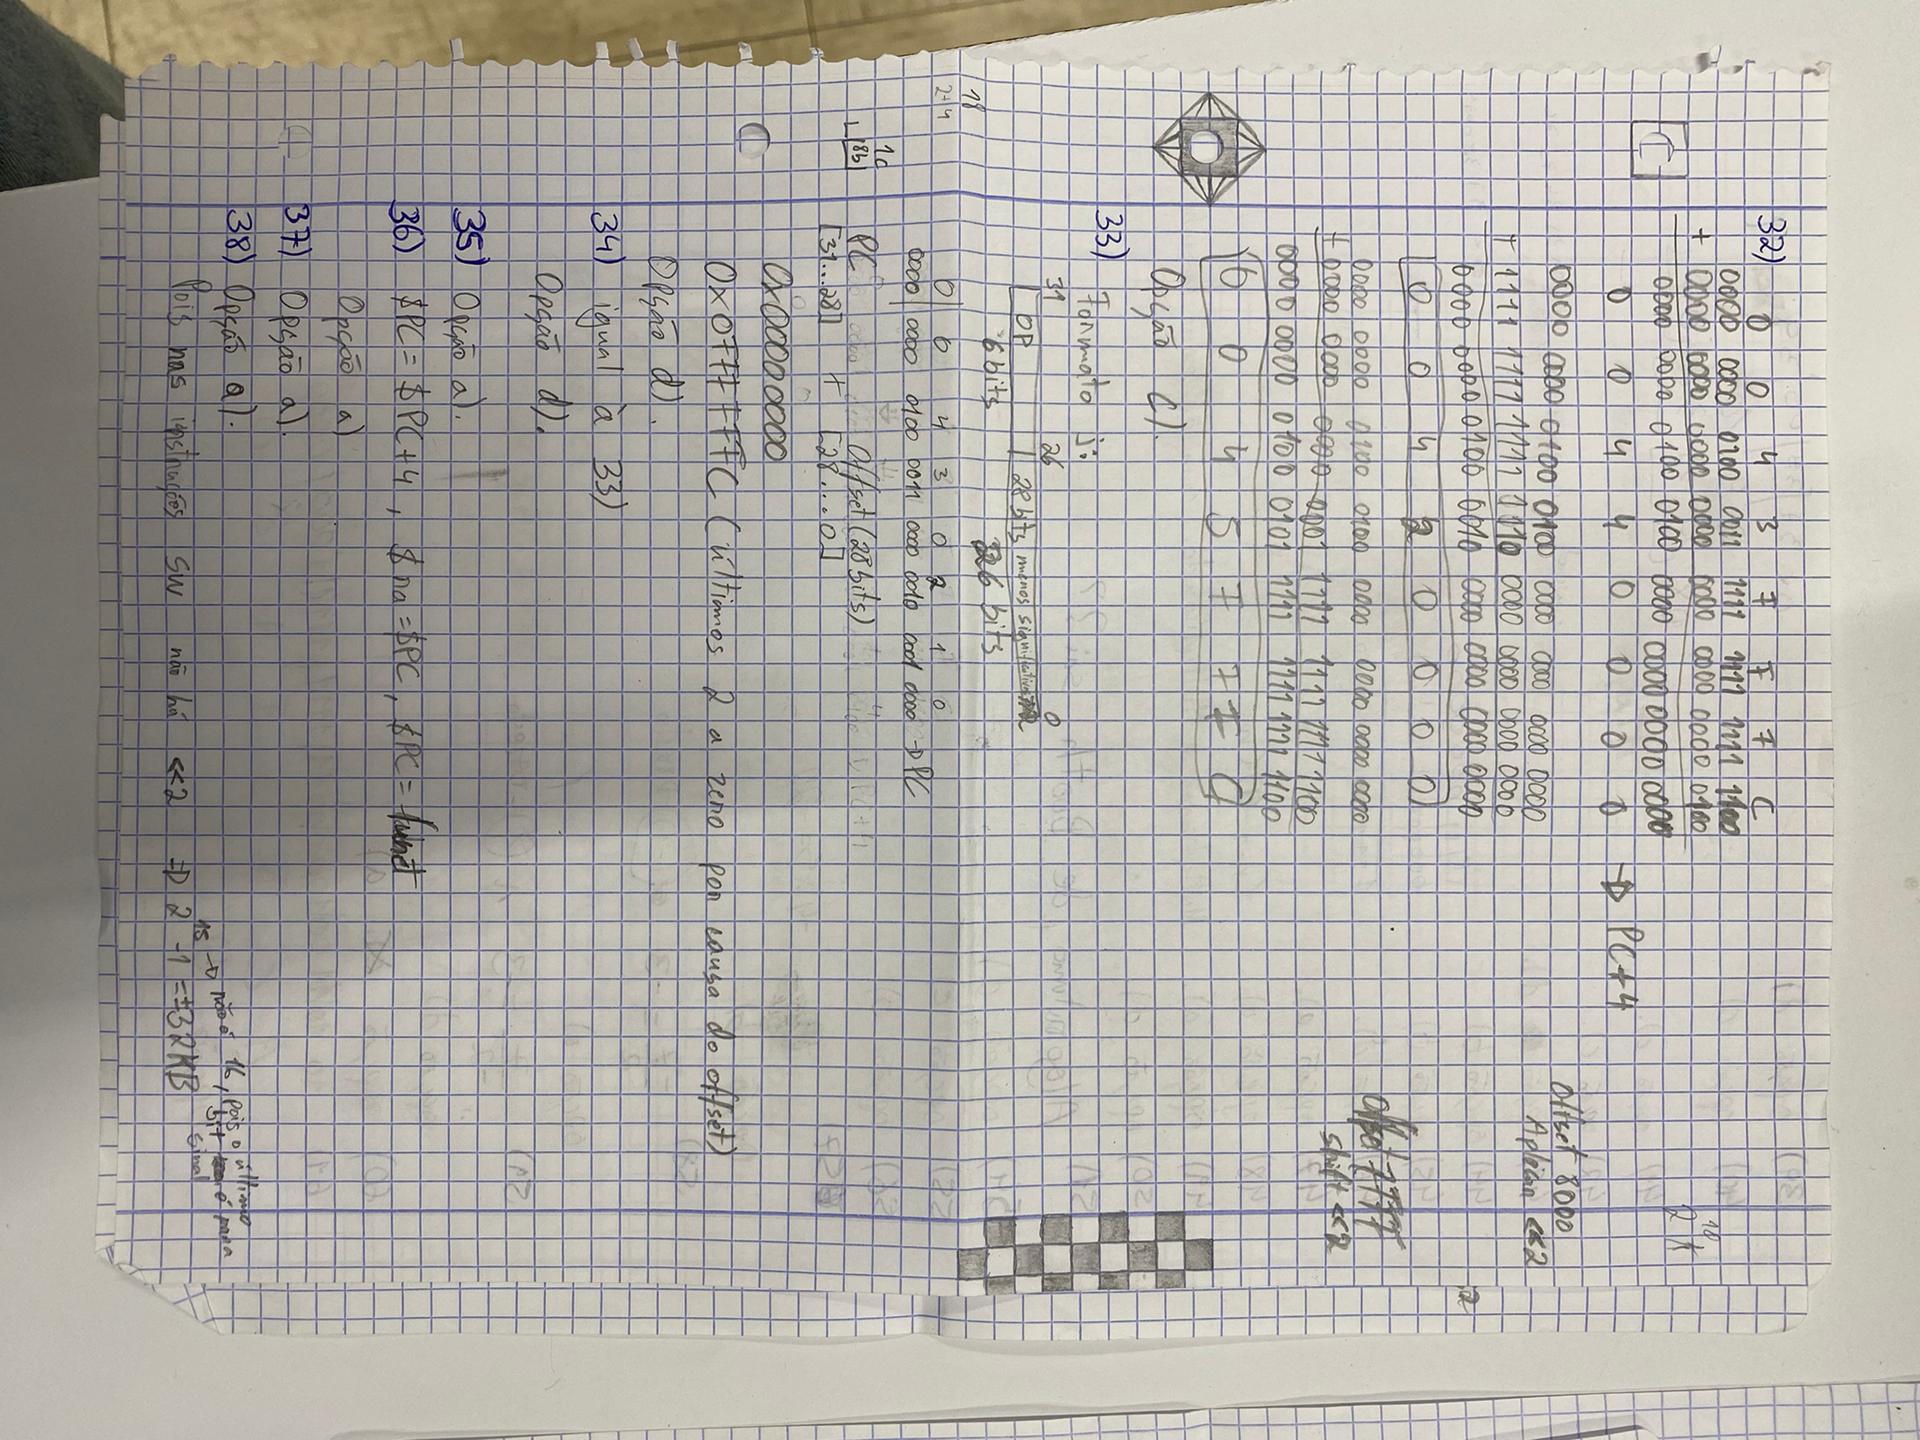 32) 0 0 4 3 F F F C
0000 0000 0100 0011 1111 1111 1111 1100
+ 0000 0000 0000 0000 0000 0000 0000 0100
0000 0000 0100 0100 0000 0000 0000 0000
0 0 4 4 0 0 0 0 → PC+4
2^18
C
Offset 8000
Aplican <<2
0000 0000 0100 0100 0000 0000 0000 0000
+ 1111 1111 1111 1110 0000 0000 0000 0000
0000 0000 0100 0010 0000 0000 0000 0000
0 0 4 2 0 0 0 0
Offset 7FFF
shift <<2
0000 0000 0100 0100 0000 0000 0000 0000
+ 0000 0000 0000 0001 1111 1111 1111 1100
0000 0000 0100 0101 1111 1111 1111 1100
0 0 4 5 F F F C
Opção c).
33) Formato j:
31 26 0
OP 28 bits menos significativos
6 bits 26 bits
18
2+4
0 0 4 3 0 2 1 0
0000 0000 0100 0011 0000 0010 0001 0000 → PC
1c
8b
PC Offset (28 bits)
[31...28] + [28...0]
0x00000000
0x0FFFFFFC (últiamos 2 a zero por causa do offset)
Opção d).
34) igual à 33)
Opção d).
35) Opção a).
36) $PC = $PC+4, $ra = $PC, $PC =
Opção a)
37) Opção a).
38) Opção a).
Pois nas instruções sw não há <<2 ⇒ 2^15 -1 = ±32KB
→ não é 16, pois o último
bit é para
sinal